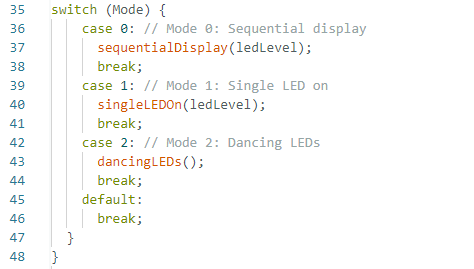 35 switch (Mode) {
36 case 0: // Mode 0: Sequential display
37 sequentialDisplay(ledLevel);
38 break;
39 case 1: // Mode 1: Single LED on
40 singleLEDOn(ledLevel);
41 break;
42 case 2: // Mode 2: Dancing LEDs
43 dancingLEDs();
44 break;
45 default:
46 break;
47 }
48 }